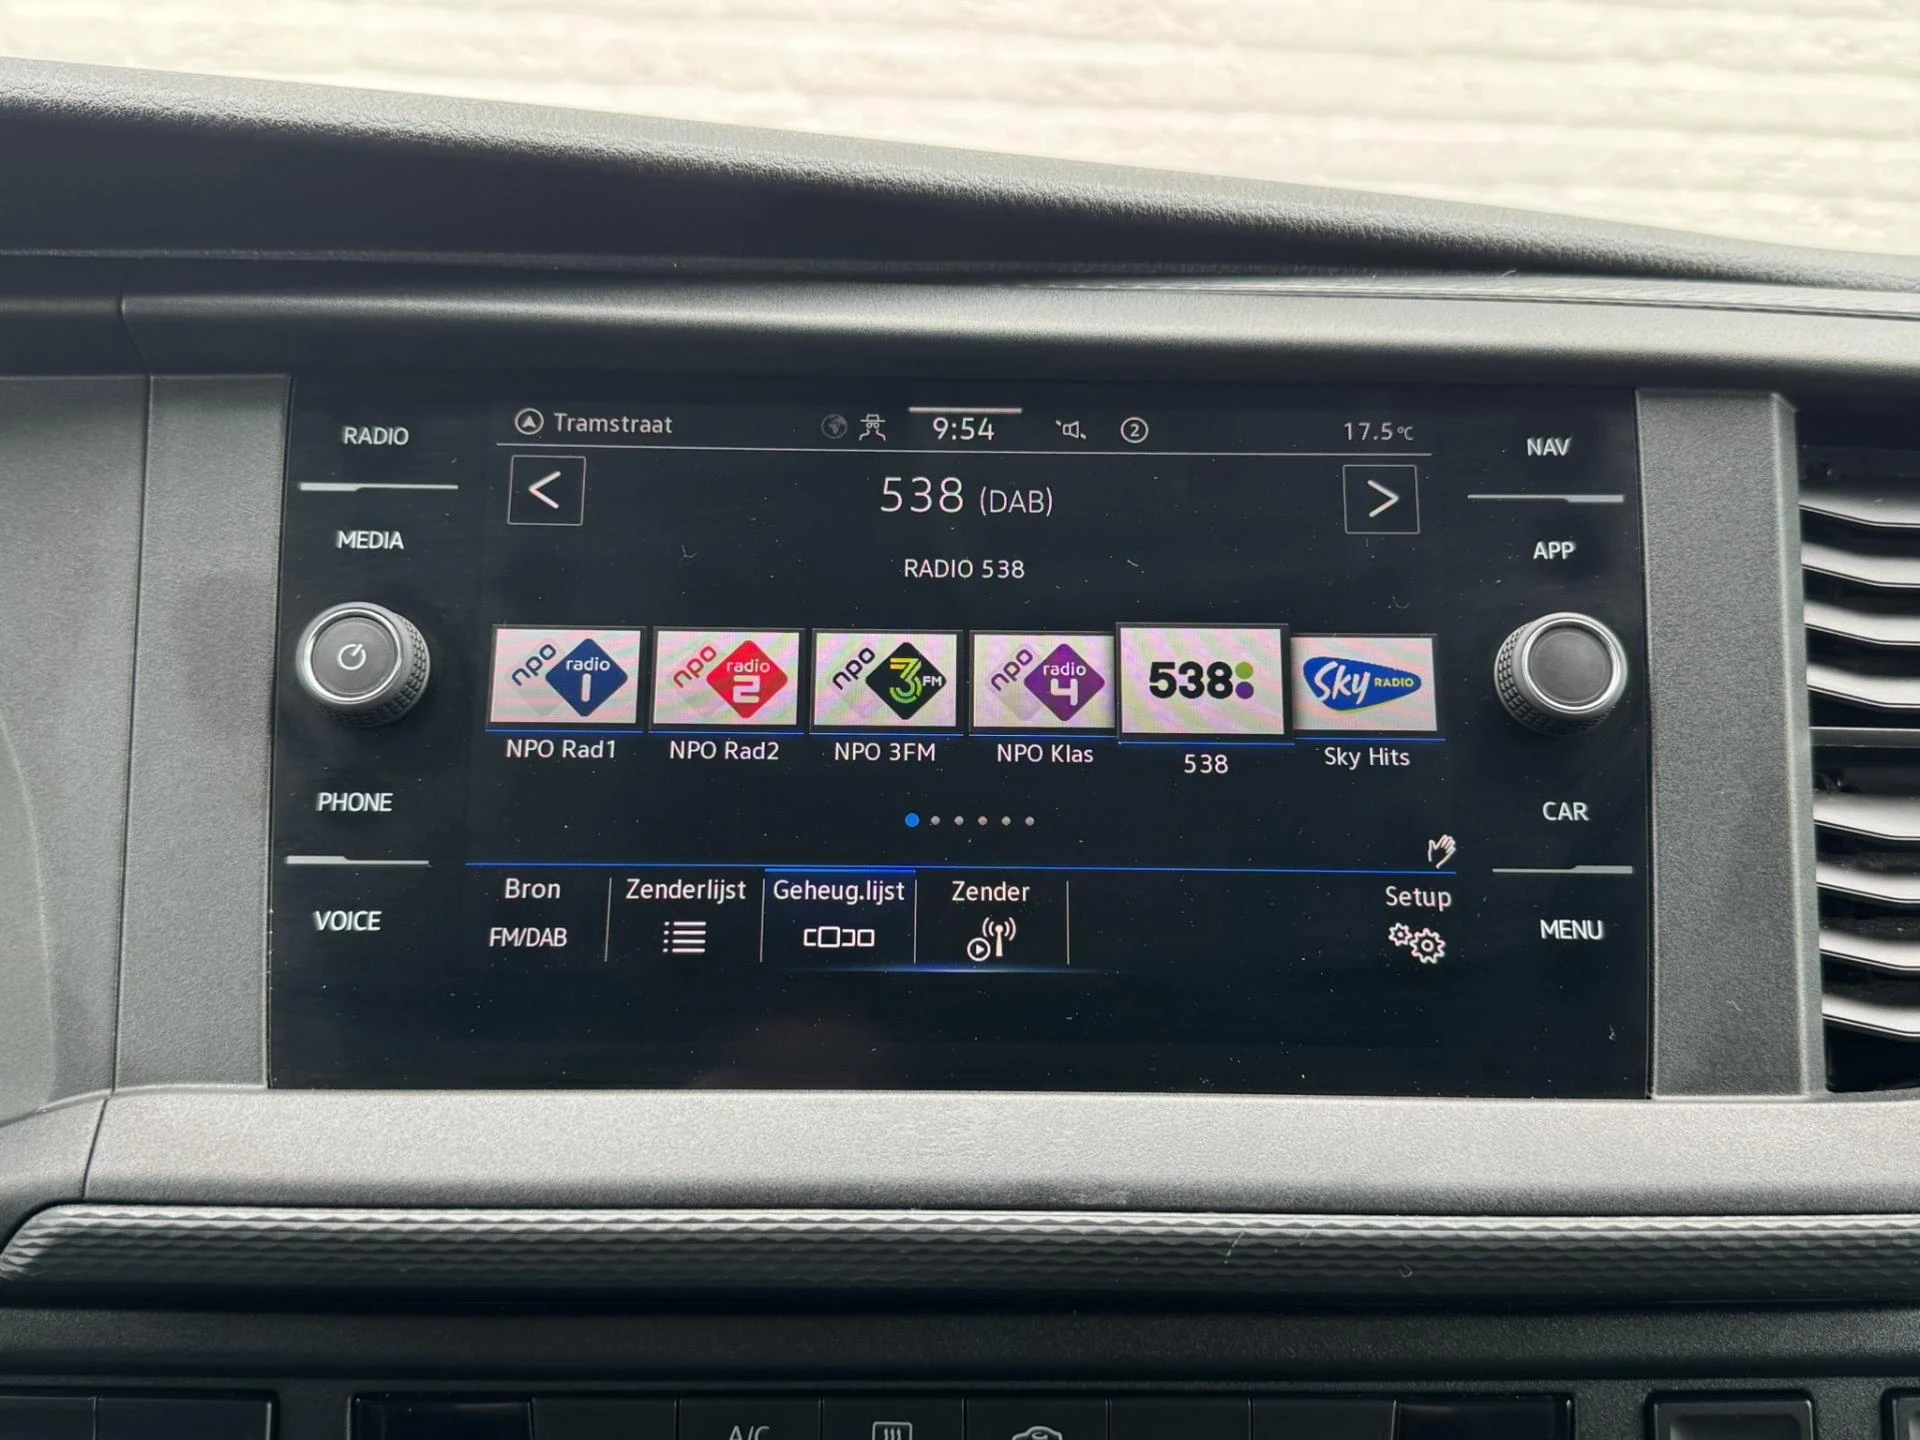 RADIO
MEDIA
PHONE
VOICE
Tramstraat
9:54
2
17.5°C
538 (DAB)
RADIO 538
npo radio 1
npo radio 2
npo 3FM
npo radio 4
538
Sky RADIO
NPO Rad1
NPO Rad2
NPO 3FM
NPO Klas
538
Sky Hits
Bron
FM/DAB
Zenderlijst
Geheug.lijst
Zender
Setup
NAV
APP
CAR
MENU
A/C